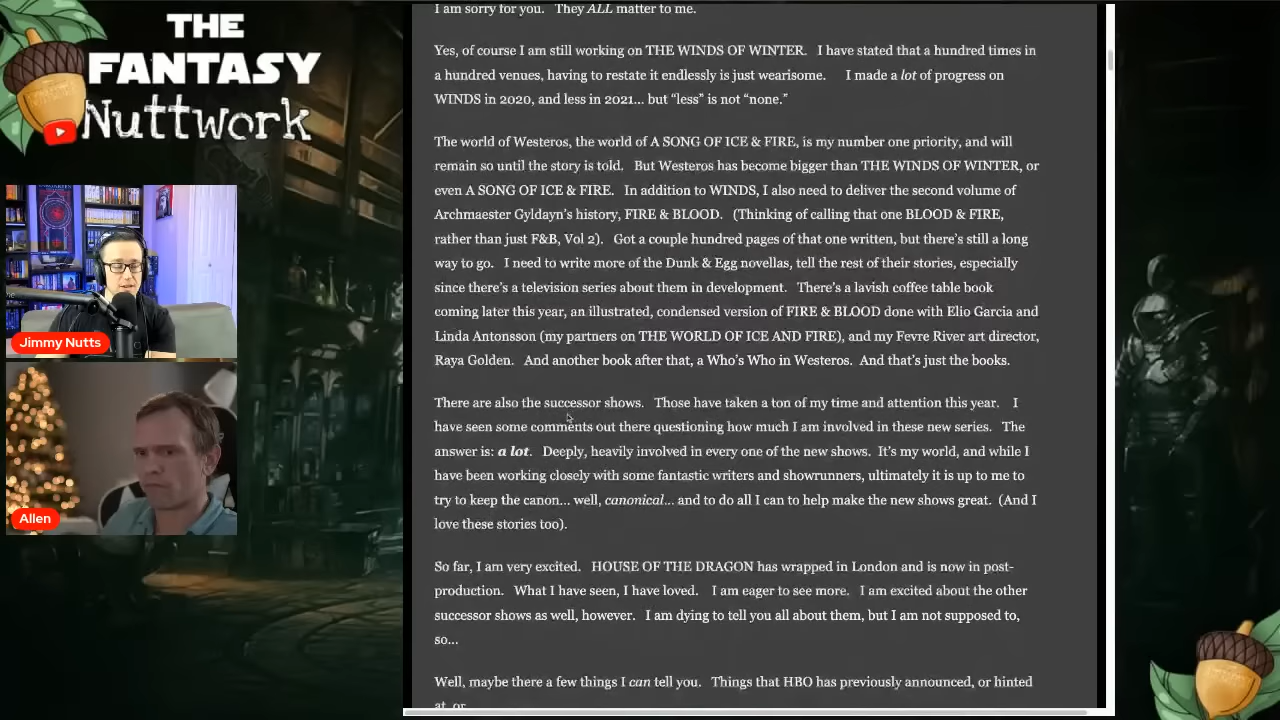 THE
FANTASY
Nuttwork
Jimmy Nutts
Allen
I am sorry for you. They ALL matter to me.
Yes, of course I am still working on THE WINDS OF WINTER. I have stated that a hundred times in
a hundred venues, having to restate it endlessly is just wearisome. I made a lot of progress on
WINDS in 2020, and less in 2021… but “less” is not “none.”
The world of Westeros, the world of A SONG OF ICE & FIRE, is my number one priority, and will
remain so until the story is told. But Westeros has become bigger than THE WINDS OF WINTER, or
even A SONG OF ICE & FIRE. In addition to WINDS, I also need to deliver the second volume of
Archmaester Gyldayn’s history, FIRE & BLOOD. (Thinking of calling that one BLOOD & FIRE,
rather than just F&B, Vol 2). Got a couple hundred pages of that one written, but there’s still a long
way to go. I need to write more of the Dunk & Egg novellas, tell the rest of their stories, especially
since there’s a television series about them in development. There’s a lavish coffee table book
coming later this year, an illustrated, condensed version of FIRE & BLOOD done with Elio Garcia and
Linda Antonsson (my partners on THE WORLD OF ICE AND FIRE), and my Fevre River art director,
Raya Golden. And another book after that, a Who’s Who in Westeros. And that’s just the books.
There are also the successor shows. Those have taken a ton of my time and attention this year. I
have seen some comments out there questioning how much I am involved in these new series. The
answer is: a lot. Deeply, heavily involved in every one of the new shows. It’s my world, and while I
have been working closely with some fantastic writers and showrunners, ultimately it is up to me to
try to keep the canon… well, canonical… and to do all I can to help make the new shows great. (And I
love these stories too).
So far, I am very excited. HOUSE OF THE DRAGON has wrapped in London and is now in post-
production. What I have seen, I have loved. I am eager to see more. I am excited about the other
successor shows as well, however. I am dying to tell you all about them, but I am not supposed to,
so…
Well, maybe there a few things I can tell you. Things that HBO has previously announced, or hinted
at, or